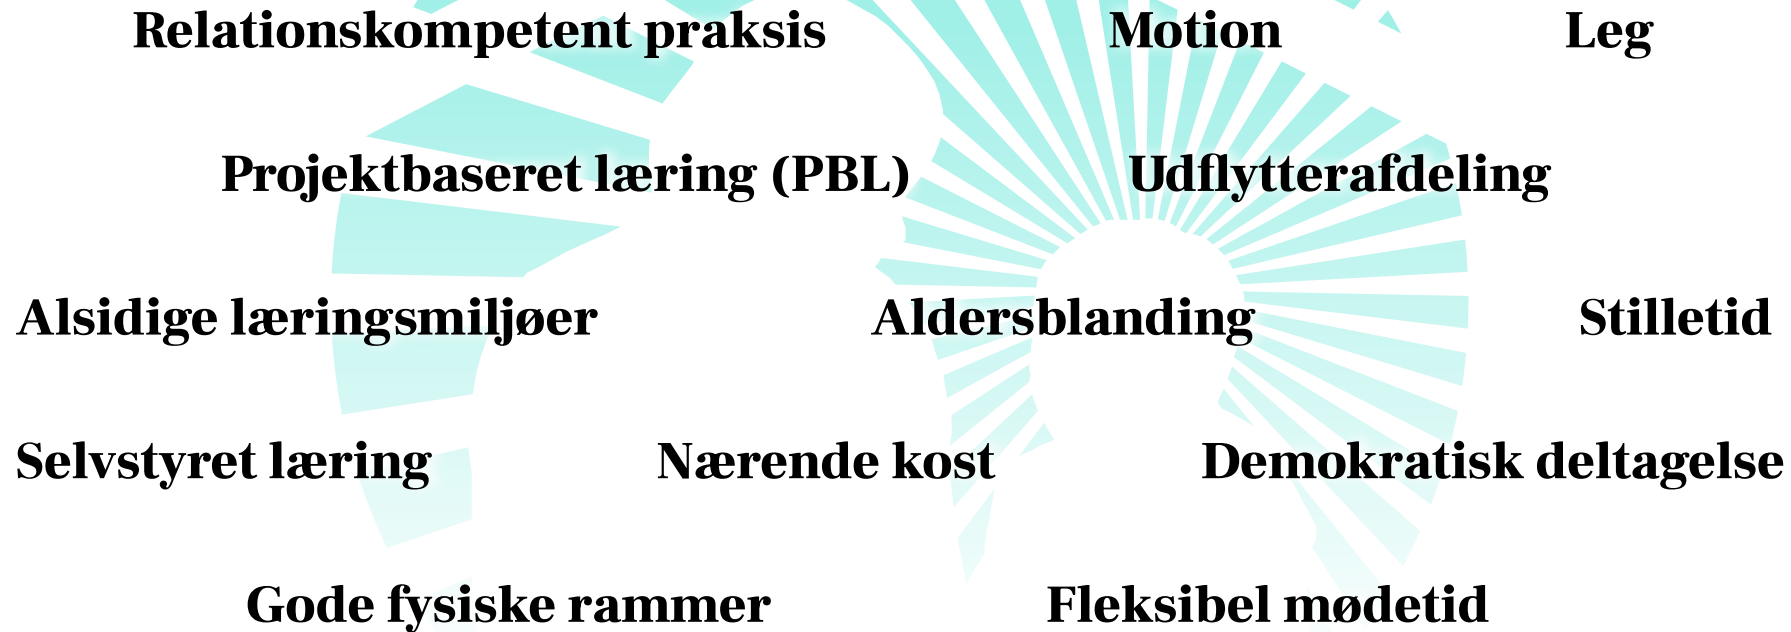 Relationskompetent praksis Motion Leg
Projektbaseret læring (PBL) Udflytterafdeling
Alsidige læringsmiljøer Aldersblanding Stilletid
Selvstyret læring Nærende kost Demokratisk deltagelse
Gode fysiske rammer Fleksibel mødetid